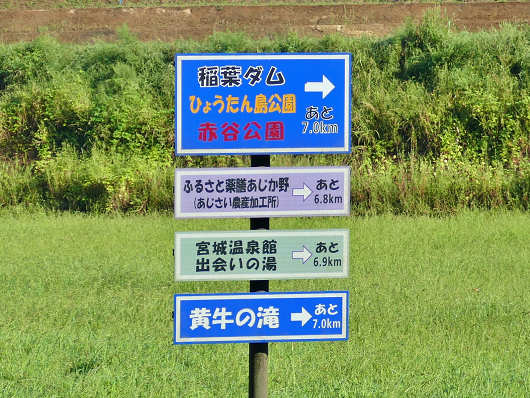 稲葉ダム
ひょうたん島公園
赤谷公園
あと
7.0km
ふるさと薬膳あじか野
(あじさい農産加工所)
あと
6.8km
宮城温泉館
出会いの湯
あと
6.9km
黄牛の滝
あと
7.0km